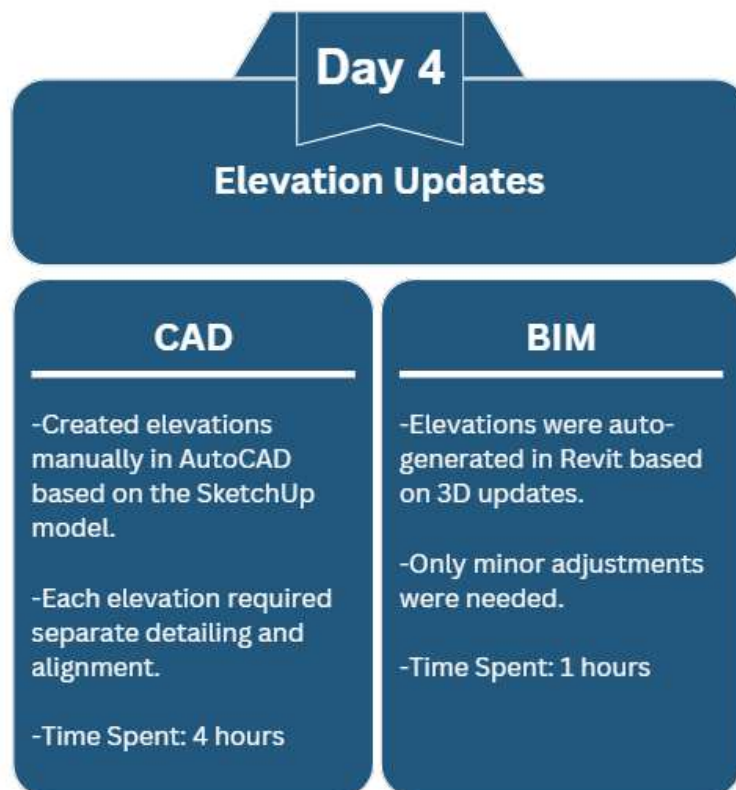 Day 4
Elevation Updates
CAD
-Created elevations
manually in AutoCAD
based on the SketchUp
model.
-Each elevation required
separate detailing and
alignment.
-Time Spent: 4 hours
BIM
-Elevations were auto-
generated in Revit based
on 3D updates.
-Only minor adjustments
were needed.
-Time Spent: 1 hours